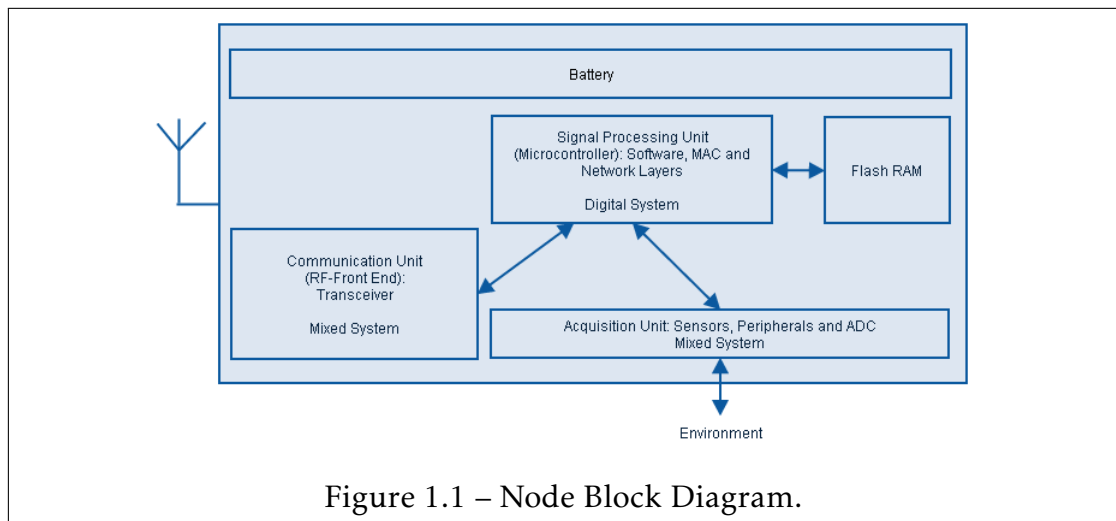 Battery
Signal Processing Unit
(Microcontroller): Software, MAC and
Network Layers
Digital System
Flash RAM
Communication Unit
(RF-Front End):
Transceiver
Mixed System
Acquisition Unit: Sensors, Peripherals and ADC
Mixed System
Environment
Figure 1.1 – Node Block Diagram.